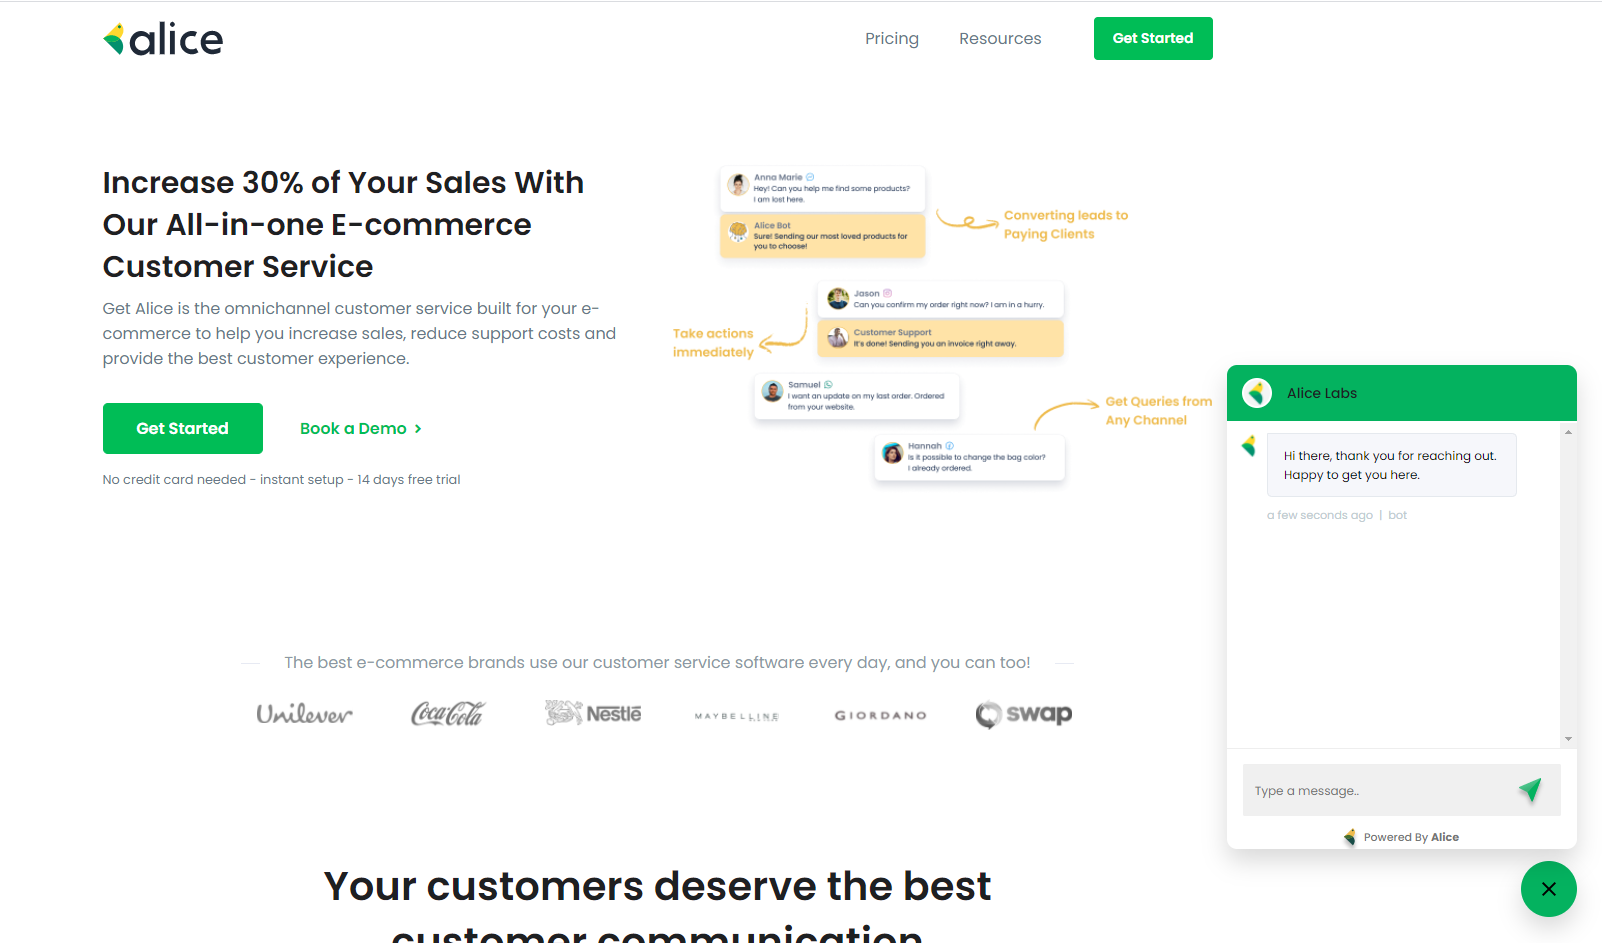 alice
Pricing
Resources
Get Started
Increase 30% of Your Sales With
Our All-in-one E-commerce
Customer Service
Get Alice is the omnichannel customer service built for your e-
commerce to help you increase sales, reduce support costs and
provide the best customer experience.
Get Started
Book a Demo
No credit card needed - instant setup - 14 days free trial
Anna Marie
Hey! Can you help me find some products?
I am lost here.
Alice Bot
Sure! Sending our most loved products for
you to choose!
Converting leads to
Paying Clients
Jason
Can you confirm my order right now? I am in a hurry.
Customer Support
It's done! Sending you an invoice right away.
Take actions
immediately
Samuel
I want an update on my last order. Ordered
from your website.
Get Queries from
Any Channel
Hannah
Is it possible to change the bag color?
I already ordered.
The best e-commerce brands use our customer service software every day, and you can too!
Unilever
Coca-Cola
Nestlé
MAYBELLINE
GIORDANO
swap
Your customers deserve the best
customer communication
Alice Labs
Hi there, thank you for reaching out.
Happy to get you here.
a few seconds ago | bot
Type a message..
Powered By Alice